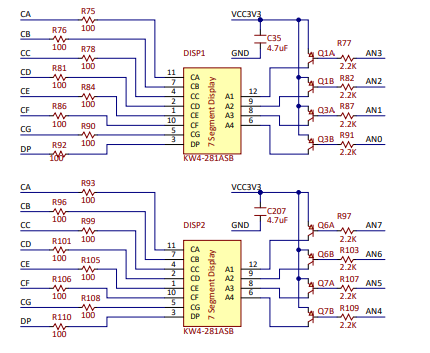 CA R75 100
CB R76 100
CC R78 100
CD R81 100
CE R84 100
CF R86 100
CG R90 100
DP R92 100
VCC3V3
C35
4.7uF
GND
DISP1
11 CA
7 CB
4 CC A1 12
2 CD A2 9
1 CE A3 8
10 CF A4 6
5 CG
3 DP
7 Segment Display
KW4-281ASB
Q1A R77 2.2K AN3
Q1B R82 2.2K AN2
Q3A R87 2.2K AN1
Q3B R91 2.2K AN0
CA R93 100
CB R96 100
CC R99 100
CD R101 100
CE R105 100
CF R106 100
CG R108 100
DP R110 100
VCC3V3
C207
4.7uF
GND
DISP2
11 CA
7 CB
4 CC A1 12
2 CD A2 9
1 CE A3 8
10 CF A4 6
5 CG
3 DP
7 Segment Display
KW4-281ASB
Q6A R97 2.2K AN7
Q6B R103 2.2K AN6
Q7A R107 2.2K AN5
Q7B R109 2.2K AN4